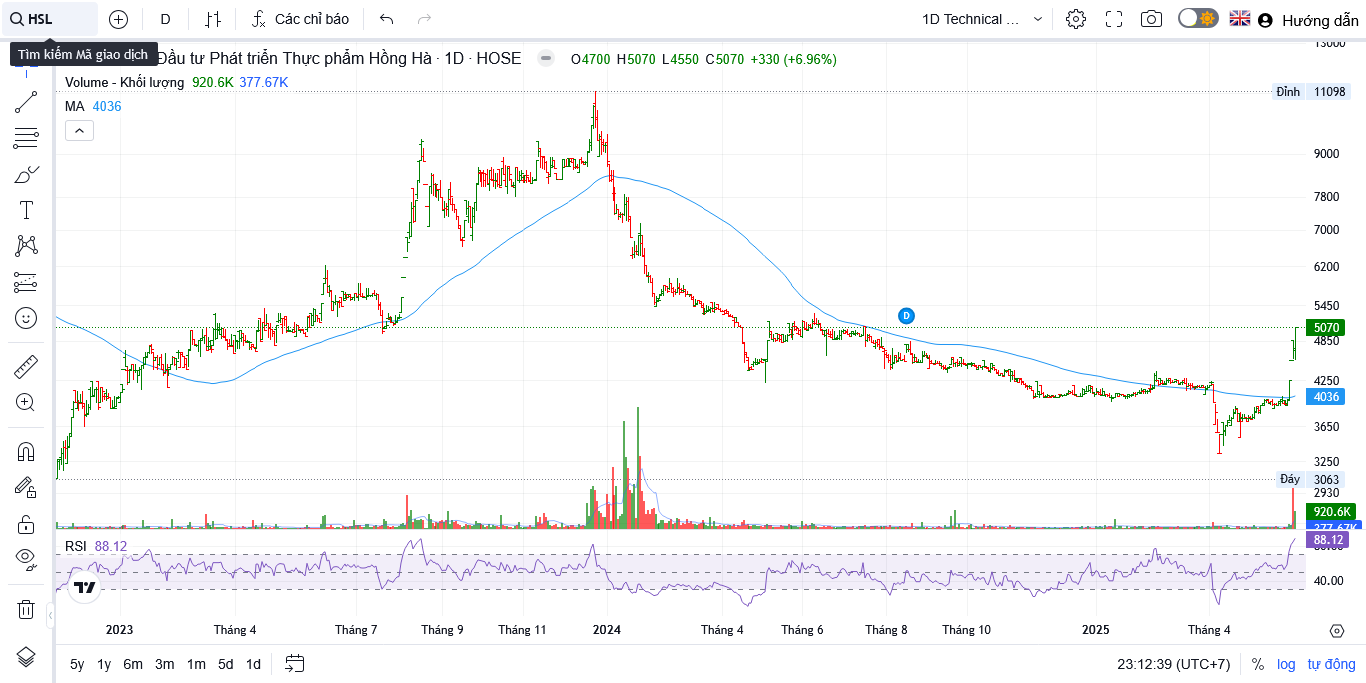 HSL
D
Các chỉ báo
1D Technical ...
Hướng dẫn
Tìm kiếm Mã giao dịch
Đầu tư Phát triển Thực phẩm Hồng Hà · 1D · HOSE
O4700 H5070 L4550 C5070 +330 (+6.96%)
Volume - Khối lượng 920.6K 377.67K
MA 4036
13000
Đỉnh 11098
9000
7800
7000
6200
5450
D
5070
4850
4250
4036
3650
3250
Đáy 3063
2930
920.6K
377.67K
RSI 88.12
88.12
40.00
2023 Tháng 4 Tháng 7 Tháng 9 Tháng 11 2024 Tháng 4 Tháng 6 Tháng 8 Tháng 10 2025 Tháng 4
5y 1y 6m 3m 1m 5d 1d
23:12:39 (UTC+7) % log tự động